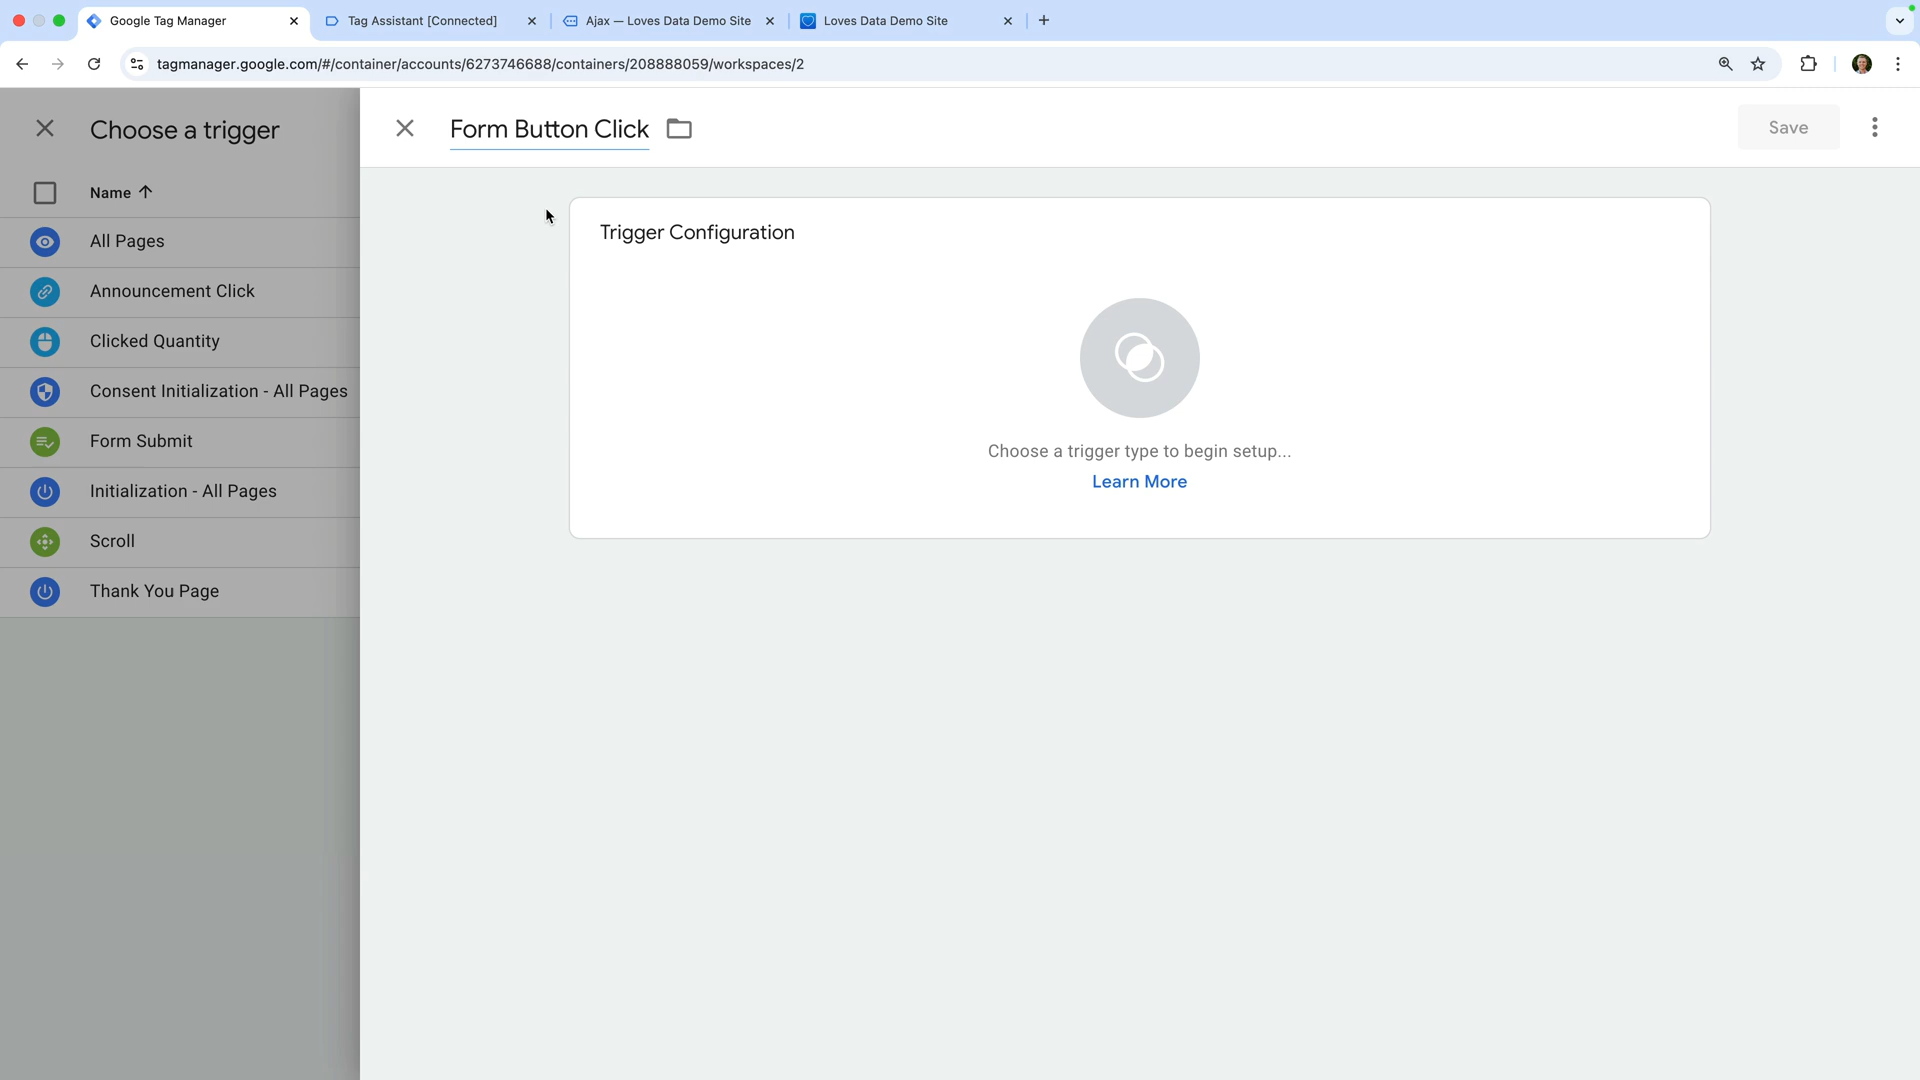 Google Tag Manager
Tag Assistant [Connected]
Ajax — Loves Data Demo Site
Loves Data Demo Site
tagmanager.google.com/#/container/accounts/6273746688/containers/208888059/workspaces/2
Choose a trigger
Form Button Click
Save
Name
All Pages
Announcement Click
Clicked Quantity
Consent Initialization - All Pages
Form Submit
Initialization - All Pages
Scroll
Thank You Page
Trigger Configuration
Choose a trigger type to begin setup...
Learn More